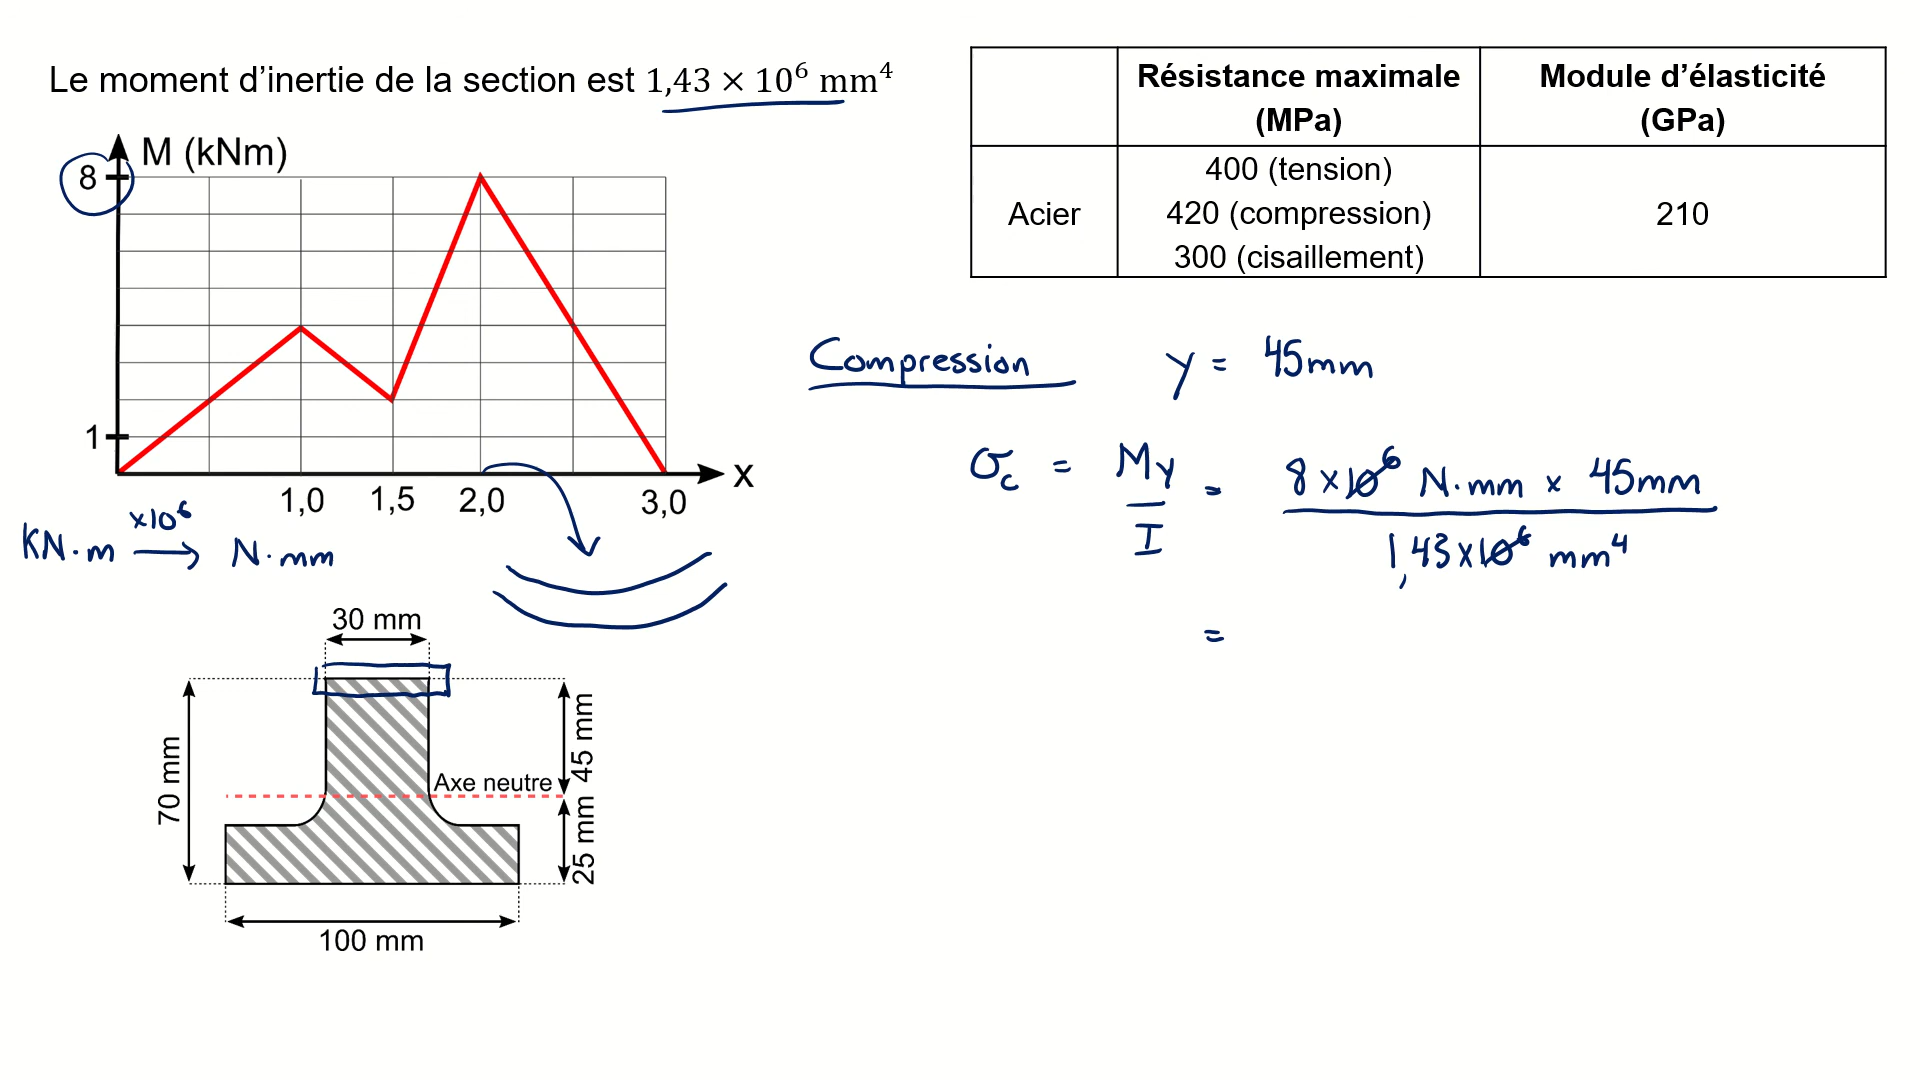 Le moment d’inertie de la section est 1,43 × 10⁶ mm⁴
Résistance maximale (MPa)
Module d’élasticité (GPa)
Acier
400 (tension)
420 (compression)
300 (cisaillement)
210
M (kNm)
8
1
1,0 1,5 2,0 3,0
x
KN·m ×10⁶ → N·mm
Compression y = 45mm
σc = My/I = 8×10⁶ N·mm × 45mm / 1,43×10⁶ mm⁴
=
30 mm
70 mm
45 mm
Axe neutre
25 mm
100 mm